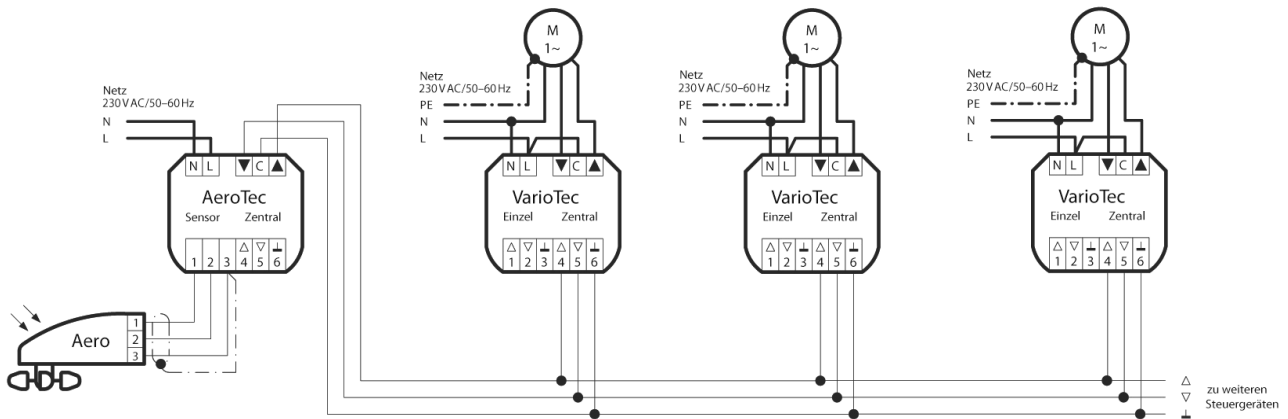 Netz
230 V AC/50–60 Hz
N
L
N L ▼ C ▲
AeroTec
Sensor Zentral
△ ▽ ⊥
1 2 3 4 5 6
Aero
1
2
3
M
1~
Netz
230 V AC/50–60 Hz
PE
N
L
N L ▼ C ▲
VarioTec
Einzel Zentral
△ ▽ ⊥ △ ▽ ⊥
1 2 3 4 5 6
M
1~
Netz
230 V AC/50–60 Hz
PE
N
L
N L ▼ C ▲
VarioTec
Einzel Zentral
△ ▽ ⊥ △ ▽ ⊥
1 2 3 4 5 6
M
1~
Netz
230 V AC/50–60 Hz
PE
N
L
N L ▼ C ▲
VarioTec
Einzel Zentral
△ ▽ ⊥ △ ▽ ⊥
1 2 3 4 5 6
△
▽
⊥
zu weiteren
Steuergeräten